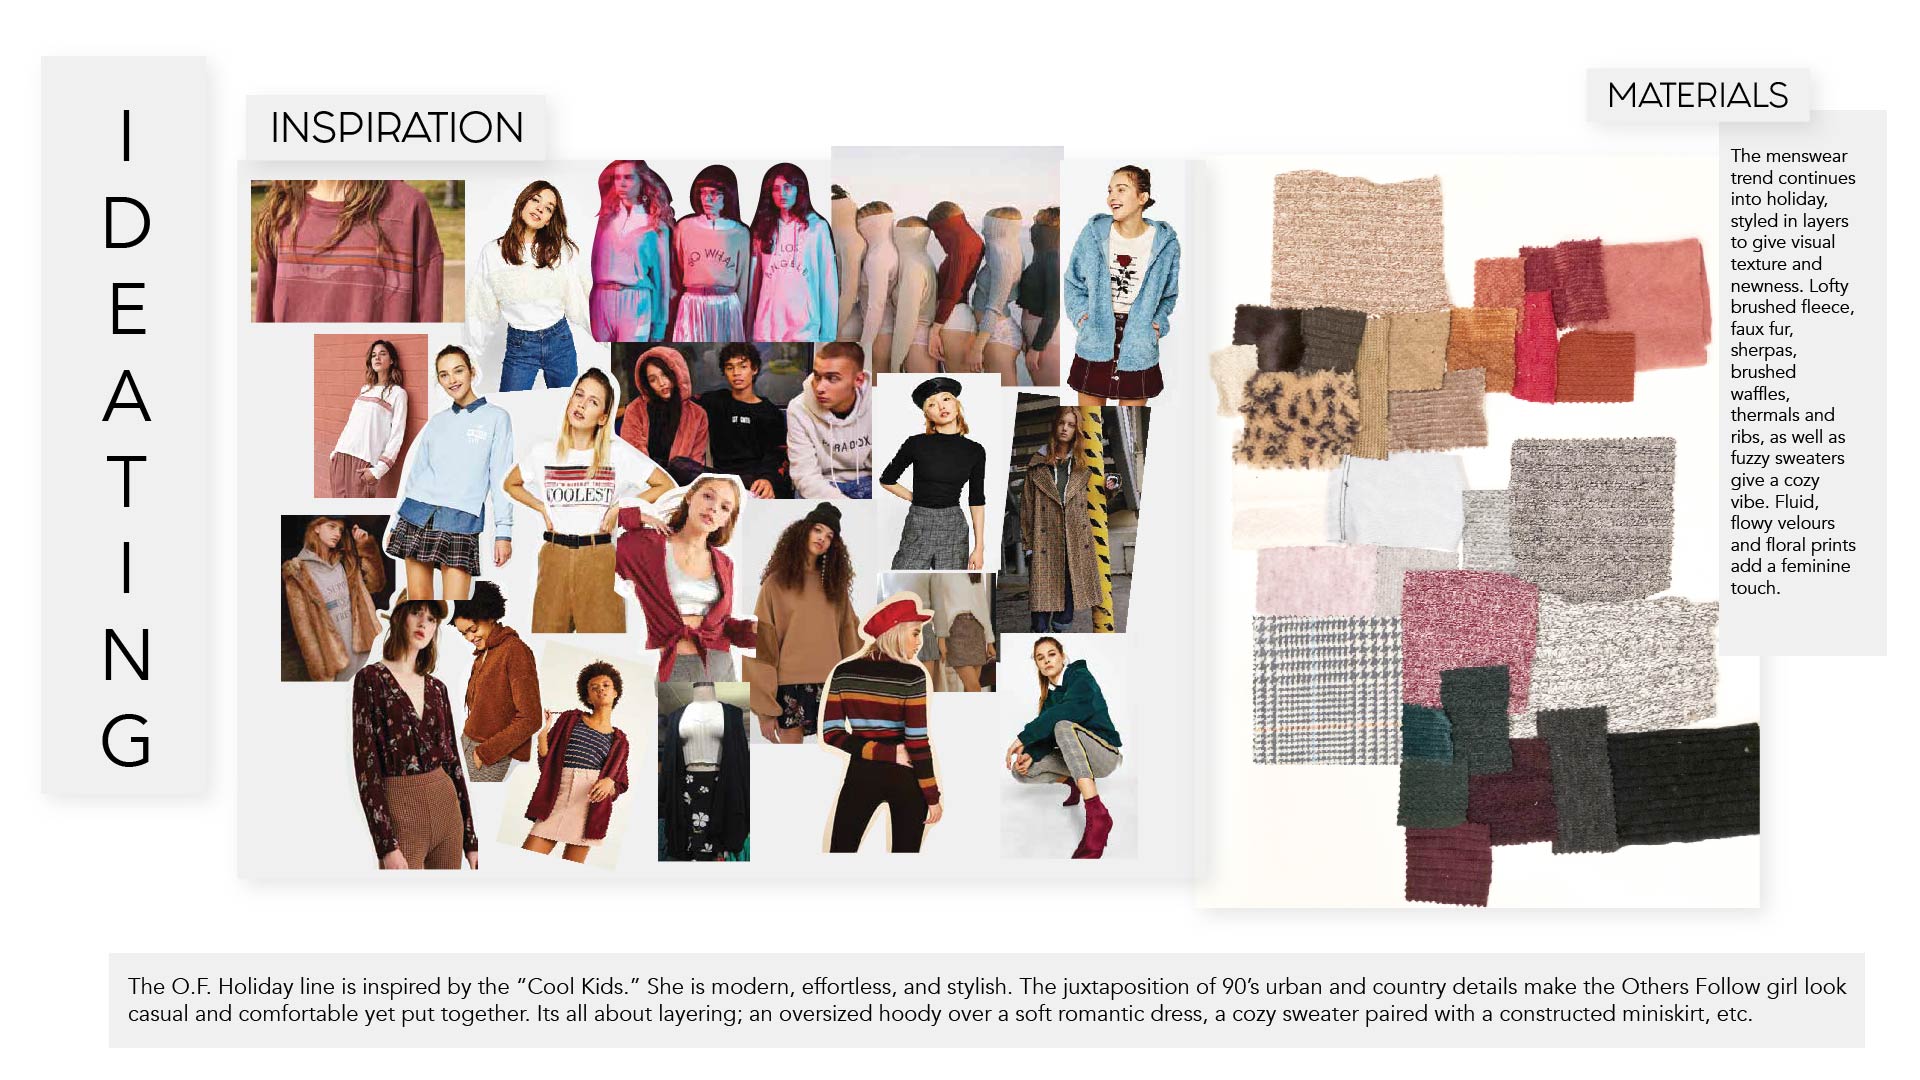 IDEATING
INSPIRATION
SO WHAT
LOS
ANGELES
PARADOX
COOLEST
MATERIALS
The menswear
trend continues
into holiday,
styled in layers
to give visual
texture and
newness. Lofty
brushed fleece,
faux fur,
sherpas,
brushed
waffles,
thermals and
ribs, as well as
fuzzy sweaters
give a cozy
vibe. Fluid,
flowy velours
and floral prints
add a feminine
touch.
The O.F. Holiday line is inspired by the “Cool Kids.” She is modern, effortless, and stylish. The juxtaposition of 90’s urban and country details make the Others Follow girl look
casual and comfortable yet put together. Its all about layering; an oversized hoody over a soft romantic dress, a cozy sweater paired with a constructed miniskirt, etc.